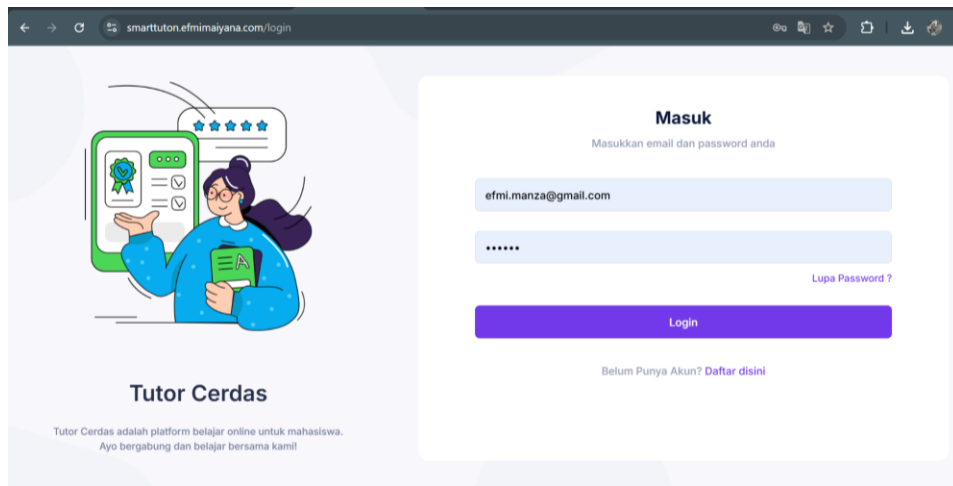 smarttuton.efmimaiyana.com/login
Masuk
Masukkan email dan password anda
efmi.manza@gmail.com
••••••
Lupa Password ?
Login
Belum Punya Akun? Daftar disini
A
Tutor Cerdas
Tutor Cerdas adalah platform belajar online untuk mahasiswa.
Ayo bergabung dan belajar bersama kami!